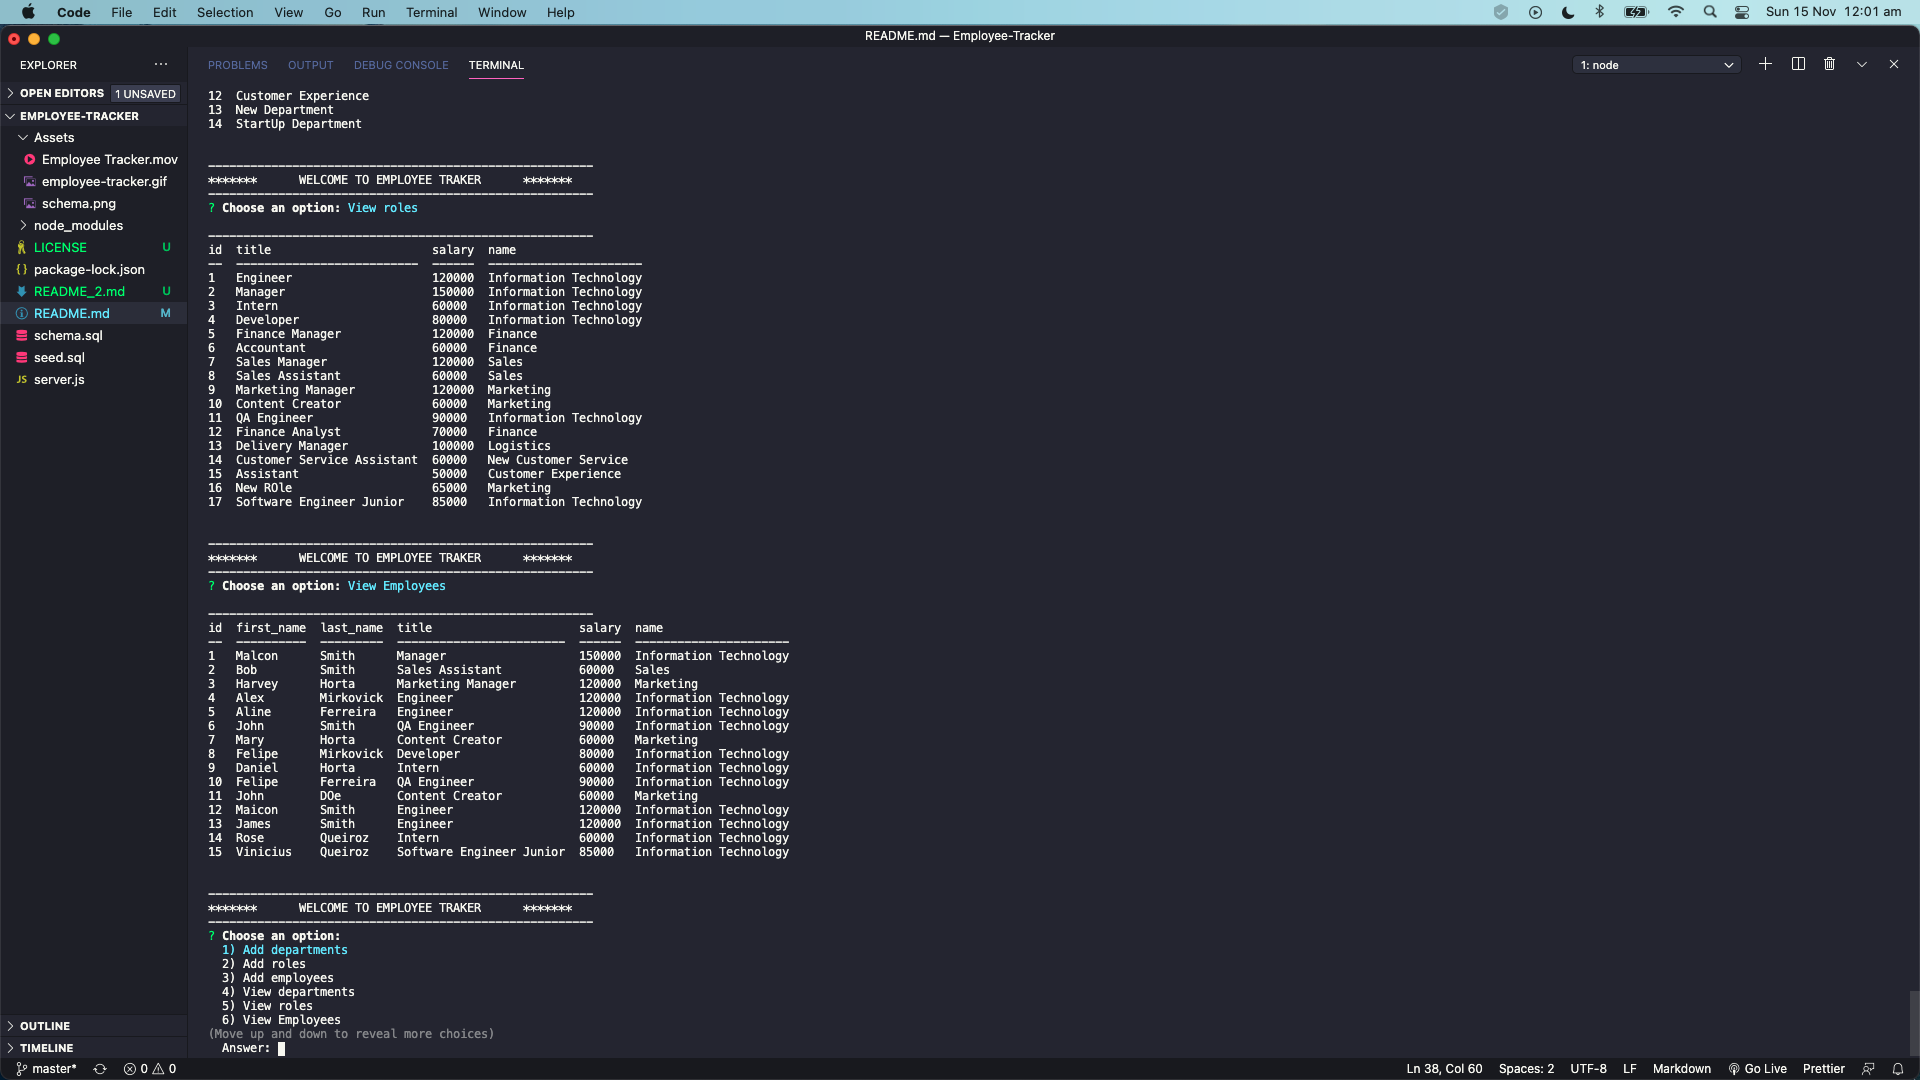 Code File Edit Selection View Go Run Terminal Window Help Sun 15 Nov 12:01 am
README.md — Employee-Tracker
EXPLORER ...
PROBLEMS OUTPUT DEBUG CONSOLE TERMINAL 1: node
OPEN EDITORS 1 UNSAVED
EMPLOYEE-TRACKER
Assets
Employee Tracker.mov
employee-tracker.gif
schema.png
node_modules
LICENSE U
package-lock.json
README_2.md U
README.md M
schema.sql
seed.sql
JS server.js
OUTLINE
TIMELINE
12 Customer Experience
13 New Department
14 StartUp Department
******* WELCOME TO EMPLOYEE TRAKER *******
? Choose an option: View roles
id title salary name
1 Engineer 120000 Information Technology
2 Manager 150000 Information Technology
3 Intern 60000 Information Technology
4 Developer 80000 Information Technology
5 Finance Manager 120000 Finance
6 Accountant 60000 Finance
7 Sales Manager 120000 Sales
8 Sales Assistant 60000 Sales
9 Marketing Manager 120000 Marketing
10 Content Creator 60000 Marketing
11 QA Engineer 90000 Information Technology
12 Finance Analyst 70000 Finance
13 Delivery Manager 100000 Logistics
14 Customer Service Assistant 60000 New Customer Service
15 Assistant 50000 Customer Experience
16 New ROle 65000 Marketing
17 Software Engineer Junior 85000 Information Technology
******* WELCOME TO EMPLOYEE TRAKER *******
? Choose an option: View Employees
id first_name last_name title salary name
1 Malcon Smith Manager 150000 Information Technology
2 Bob Smith Sales Assistant 60000 Sales
3 Harvey Horta Marketing Manager 120000 Marketing
4 Alex Mirkovick Engineer 120000 Information Technology
5 Aline Ferreira Engineer 120000 Information Technology
6 John Smith QA Engineer 90000 Information Technology
7 Mary Horta Content Creator 60000 Marketing
8 Felipe Mirkovick Developer 80000 Information Technology
9 Daniel Horta Intern 60000 Information Technology
10 Felipe Ferreira QA Engineer 90000 Information Technology
11 John DOe Content Creator 60000 Marketing
12 Maicon Smith Engineer 120000 Information Technology
13 James Smith Engineer 120000 Information Technology
14 Rose Queiroz Intern 60000 Information Technology
15 Vinicius Queiroz Software Engineer Junior 85000 Information Technology
******* WELCOME TO EMPLOYEE TRAKER *******
? Choose an option:
1) Add departments
2) Add roles
3) Add employees
4) View departments
5) View roles
6) View Employees
(Move up and down to reveal more choices)
Answer:
master* 0 0 Ln 38, Col 60 Spaces: 2 UTF-8 LF Markdown Go Live Prettier